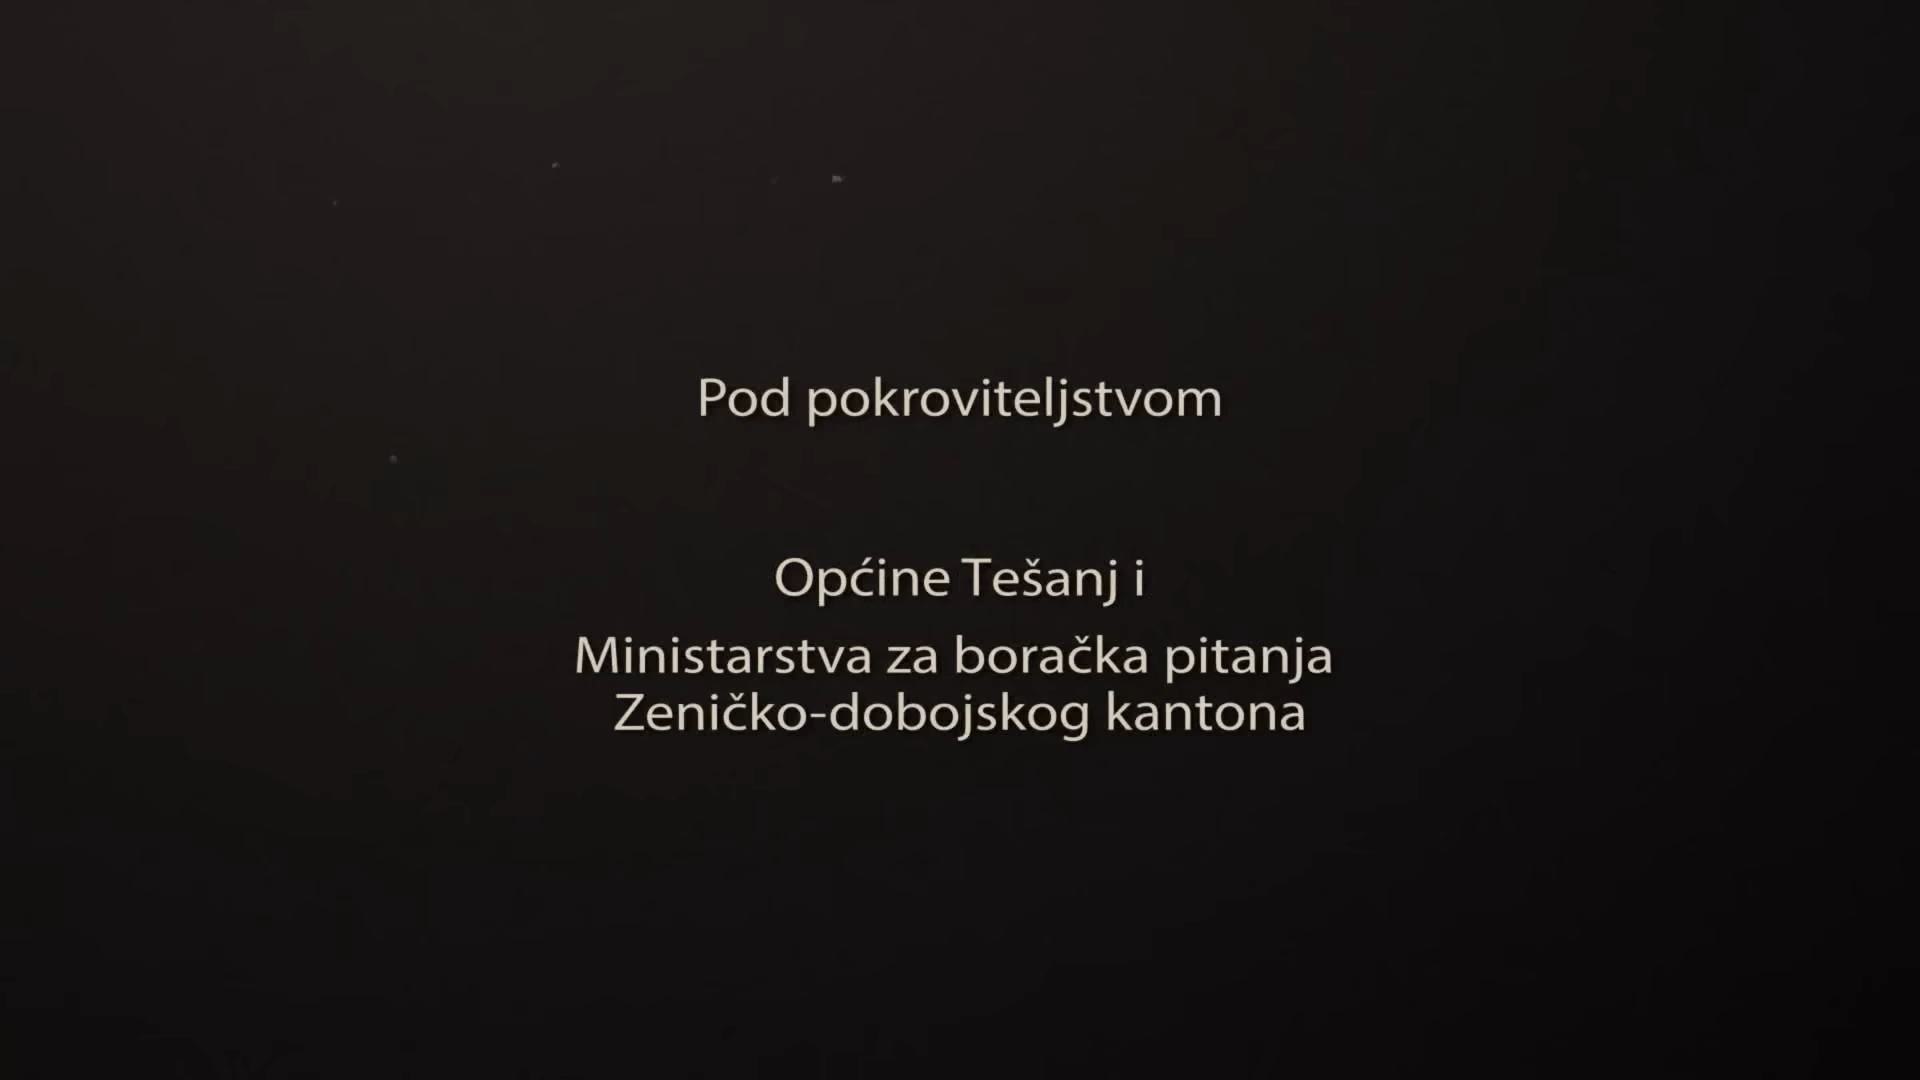 Pod pokroviteljstvom
Općine Tešanj i
Ministarstva za boračka pitanja
Zeničko-dobojskog kantona